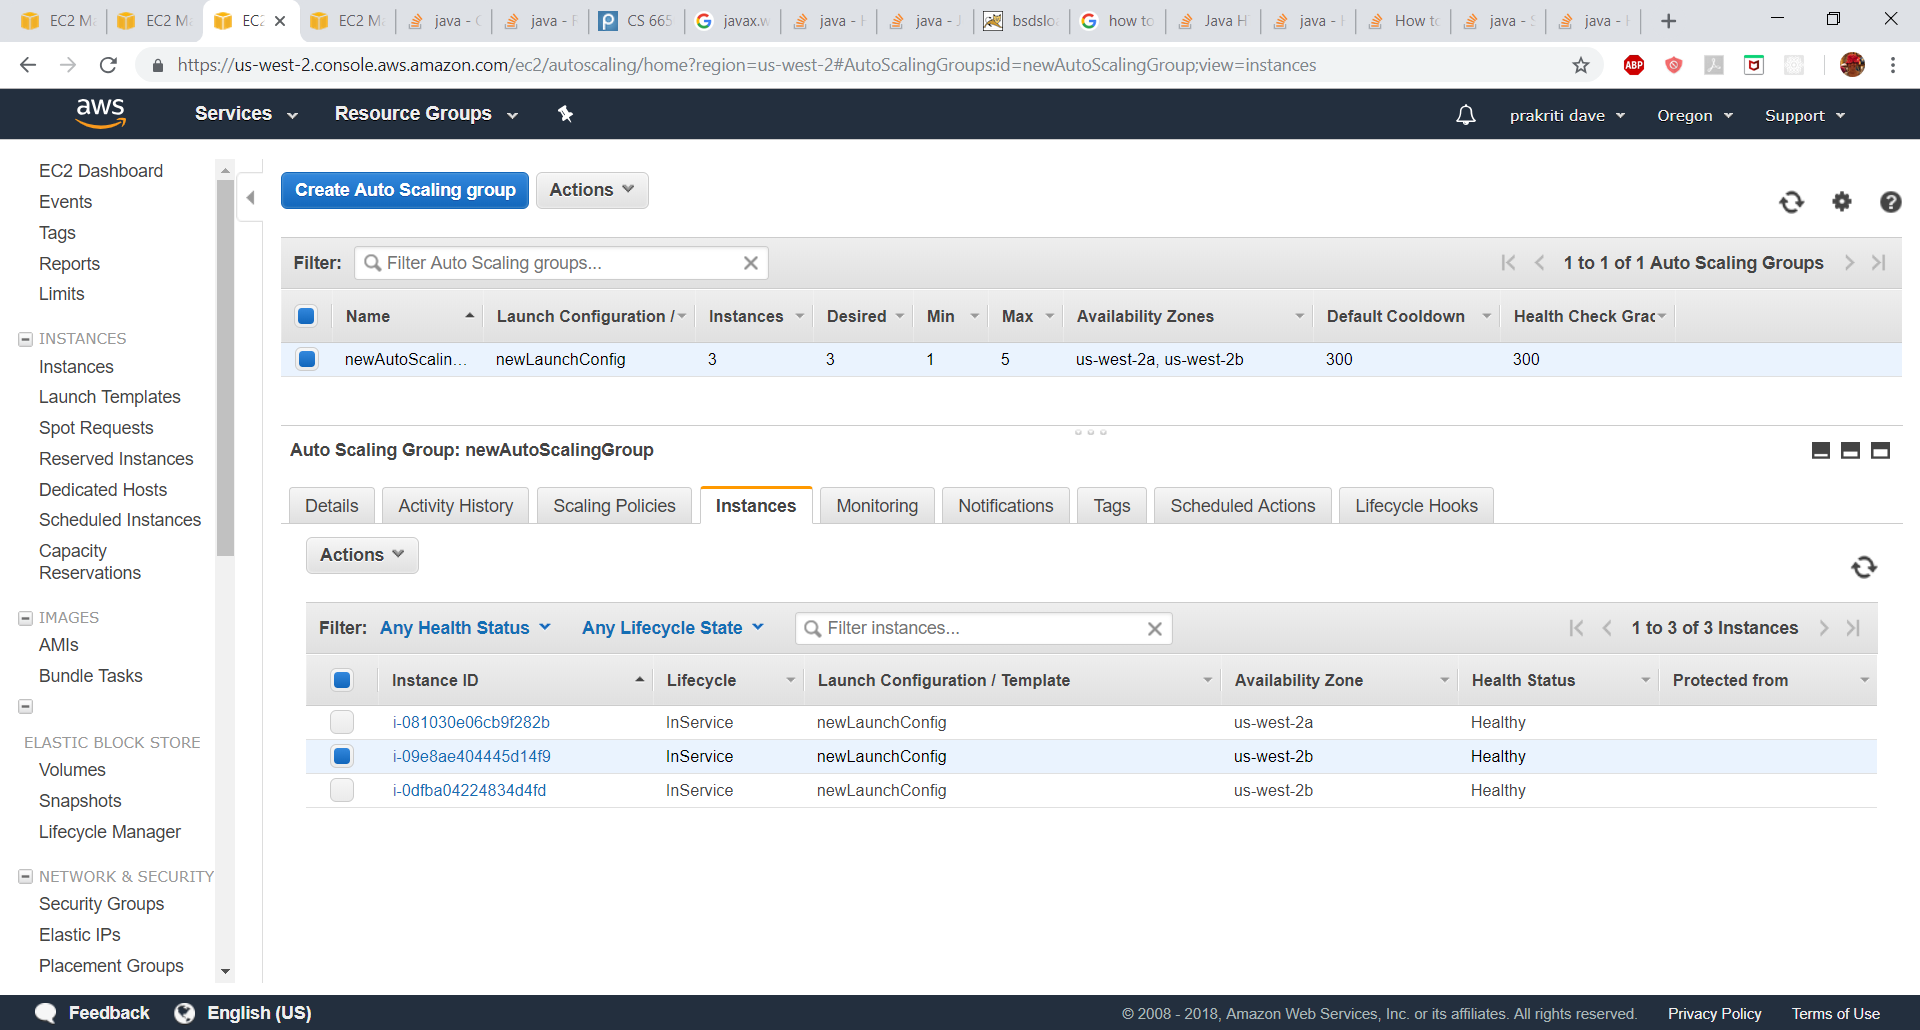 EC2 Ma
EC2 Ma
EC2
EC2 Ma
java - C
java - R
CS 665
javax.w
java - H
java - J
bsdslo
how to
Java H
java - H
How to
java - S
java - H
https://us-west-2.console.aws.amazon.com/ec2/autoscaling/home?region=us-west-2#AutoScalingGroups:id=newAutoScalingGroup;view=instances
ABP
aws
Services
Resource Groups
prakriti dave
Oregon
Support
EC2 Dashboard
Events
Tags
Reports
Limits
INSTANCES
Instances
Launch Templates
Spot Requests
Reserved Instances
Dedicated Hosts
Scheduled Instances
Capacity
Reservations
IMAGES
AMIs
Bundle Tasks
ELASTIC BLOCK STORE
Volumes
Snapshots
Lifecycle Manager
NETWORK & SECURITY
Security Groups
Elastic IPs
Placement Groups
Create Auto Scaling group
Actions
Filter: Filter Auto Scaling groups...
1 to 1 of 1 Auto Scaling Groups
Name Launch Configuration / Instances Desired Min Max Availability Zones Default Cooldown Health Check Grac
newAutoScalin... newLaunchConfig 3 3 1 5 us-west-2a, us-west-2b 300 300
Auto Scaling Group: newAutoScalingGroup
Details Activity History Scaling Policies Instances Monitoring Notifications Tags Scheduled Actions Lifecycle Hooks
Actions
Filter: Any Health Status Any Lifecycle State Filter instances...
1 to 3 of 3 Instances
Instance ID Lifecycle Launch Configuration / Template Availability Zone Health Status Protected from
i-081030e06cb9f282b InService newLaunchConfig us-west-2a Healthy
i-09e8ae404445d14f9 InService newLaunchConfig us-west-2b Healthy
i-0dfba04224834d4fd InService newLaunchConfig us-west-2b Healthy
Feedback
English (US)
© 2008 - 2018, Amazon Web Services, Inc. or its affiliates. All rights reserved.
Privacy Policy
Terms of Use